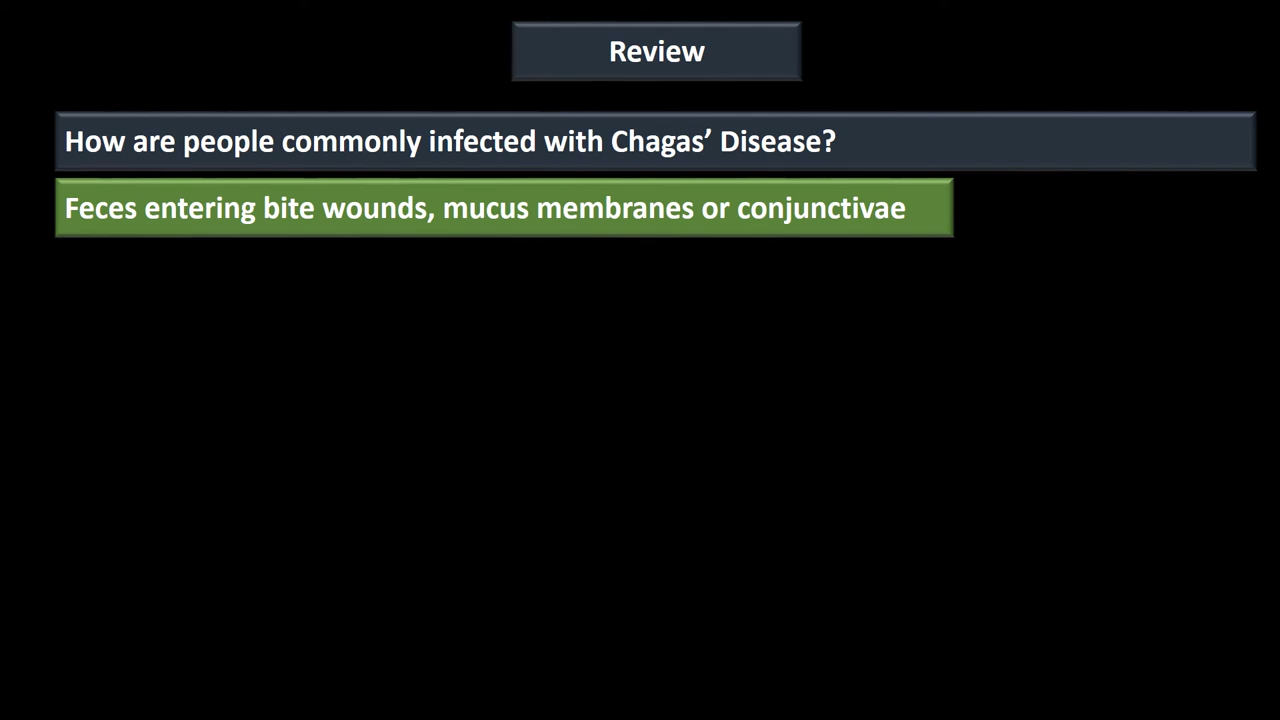 Review
How are people commonly infected with Chagas’ Disease?
Feces entering bite wounds, mucus membranes or conjunctivae